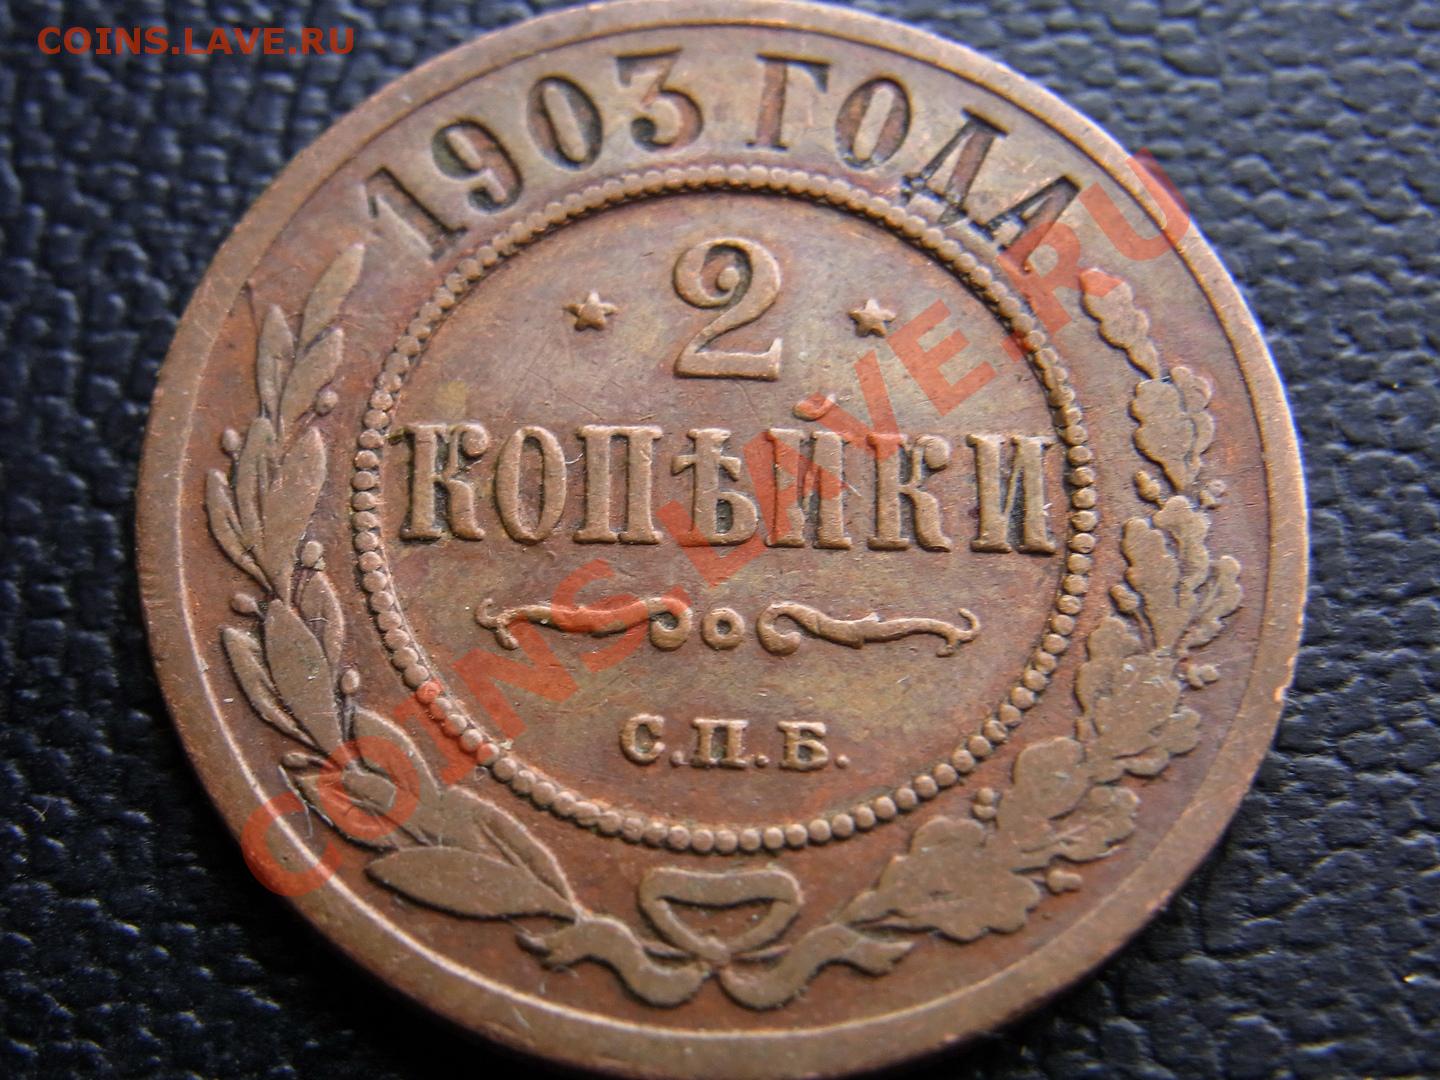 COINS.LAVE.RU
1903 ГОДА
2
КОПѢЙКИ
С.П.Б.
COINS.LAVE.RU